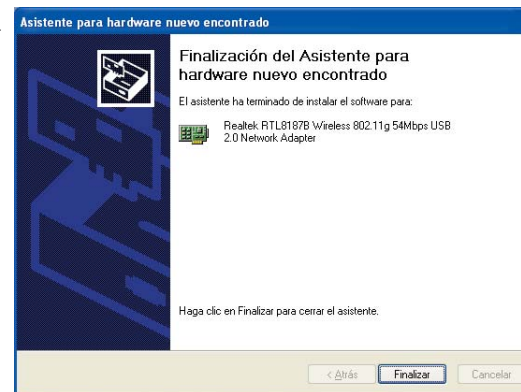 Asistente para hardware nuevo encontrado
Finalización del Asistente para
hardware nuevo encontrado
El asistente ha terminado de instalar el software para:
Realtek RTL8187B Wireless 802.11g 54Mbps USB
2.0 Network Adapter
Haga clic en Finalizar para cerrar el asistente.
< Atrás Finalizar Cancelar